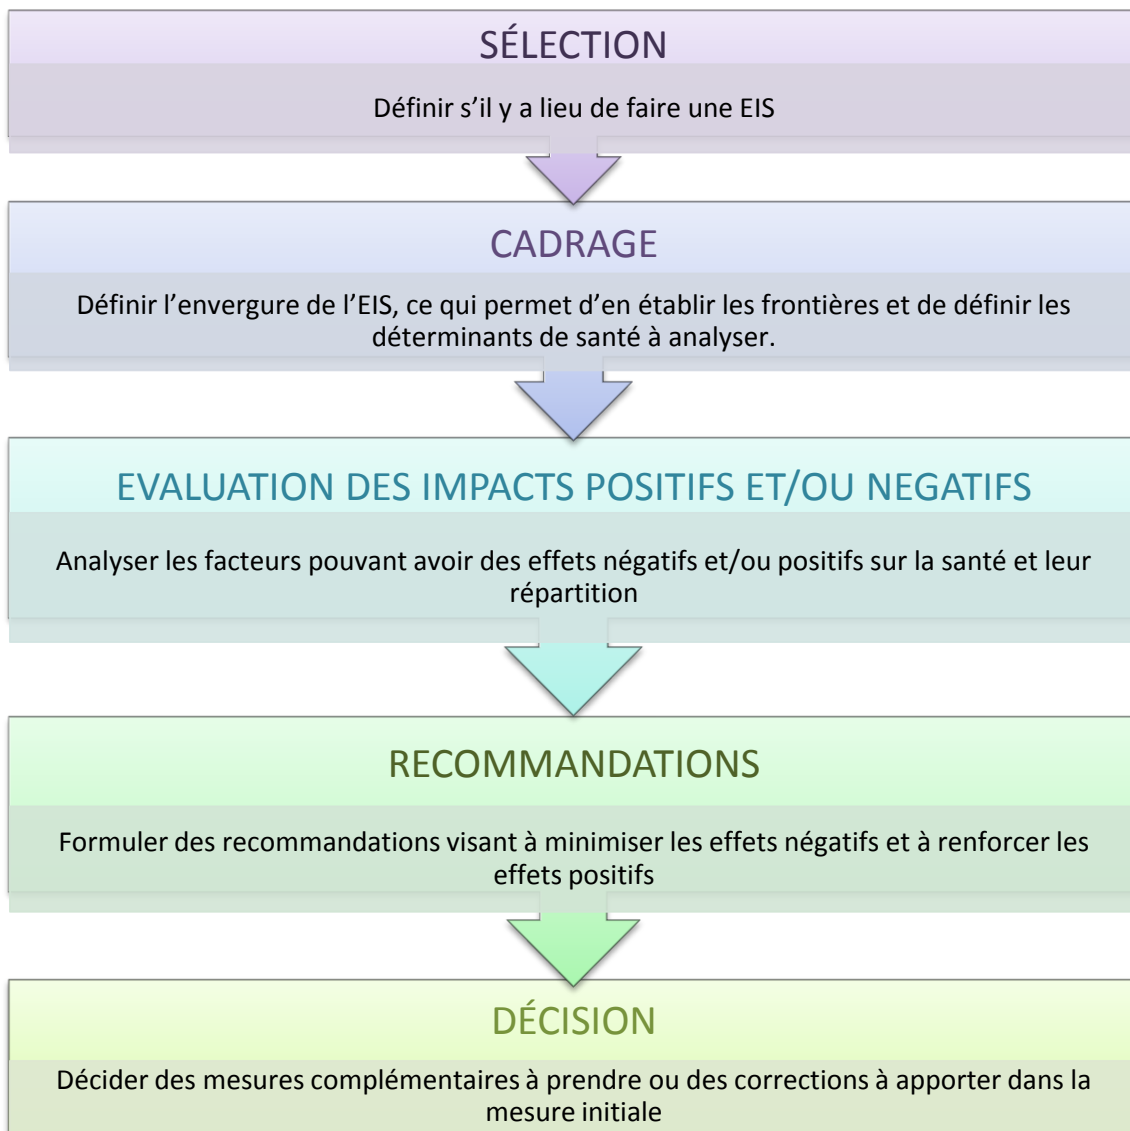 SÉLECTION
Définir s’il y a lieu de faire une EIS
CADRAGE
Définir l’envergure de l’EIS, ce qui permet d’en établir les frontières et de définir les
déterminants de santé à analyser.
EVALUATION DES IMPACTS POSITIFS ET/OU NEGATIFS
Analyser les facteurs pouvant avoir des effets négatifs et/ou positifs sur la santé et leur
répartition
RECOMMANDATIONS
Formuler des recommandations visant à minimiser les effets négatifs et à renforcer les
effets positifs
DÉCISION
Décider des mesures complémentaires à prendre ou des corrections à apporter dans la
mesure initiale